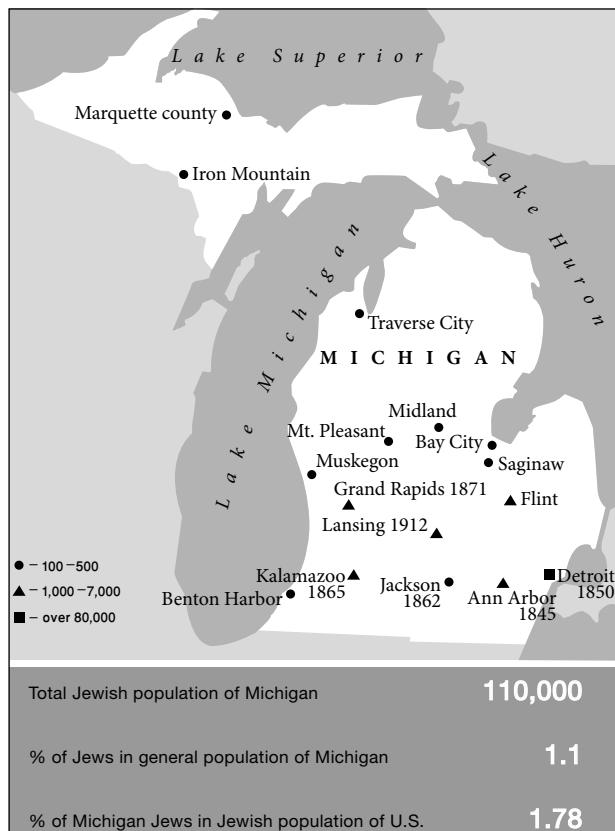 Lake Superior
Marquette county
Iron Mountain
Lake Huron
Lake Michigan
Traverse City
MICHIGAN
Midland
Mt. Pleasant
Bay City
Muskegon
Saginaw
Grand Rapids 1871
Flint
Lansing 1912
● – 100 –500
▲ – 1,000 –7,000
■ – over 80,000
Kalamazoo
1865
Benton Harbor
Jackson
1862
Ann Arbor
1845
Detroit
1850
Total Jewish population of Michigan 110,000
% of Jews in general population of Michigan 1.1
% of Michigan Jews in Jewish population of U.S. 1.78